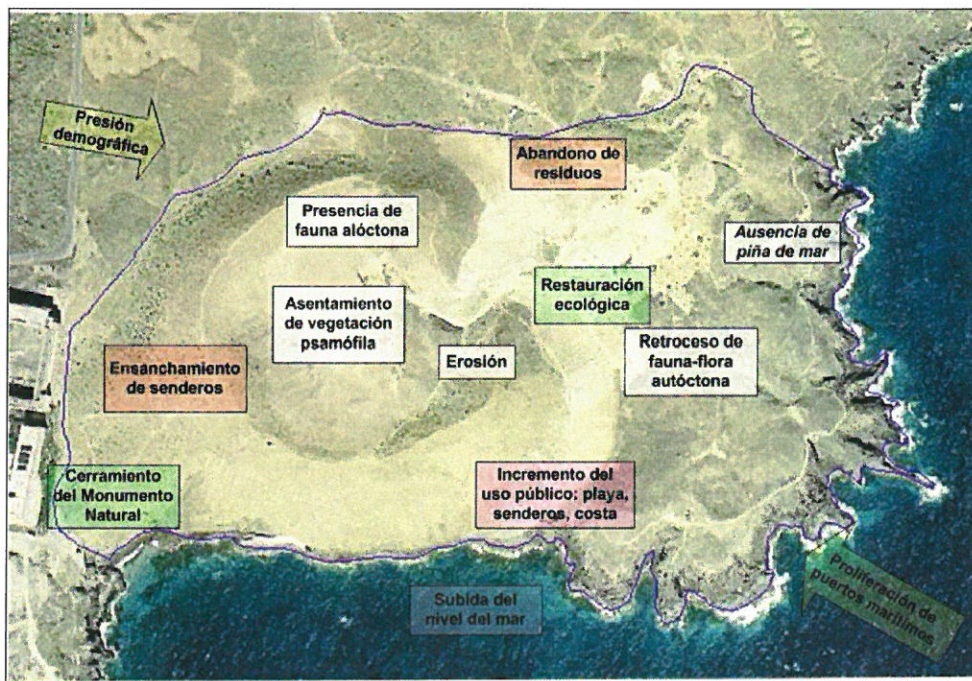 Presión
demográfica
Abandono de
residuos
Presencia de
fauna alóctona
Ausencia de
piña de mar
Restauración
ecológica
Asentamiento
de vegetación
psamófila
Erosión
Retroceso de
fauna-flora
autóctona
Ensanchamiento
de senderos
Cerramiento
del Monumento
Natural
Incremento del
uso público; playa,
senderos, costa
Proliferación de
puertos marítimos
Subida del
nivel del mar